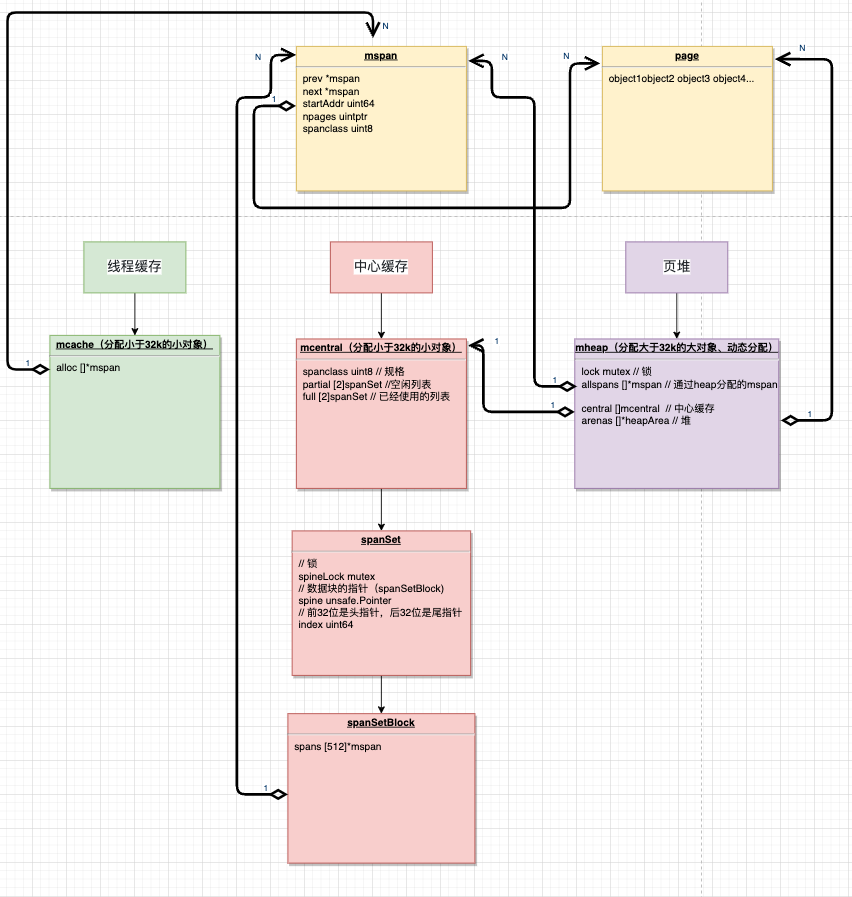 N
mspan
prev *mspan
next *mspan
startAddr uint64
npages uintptr
spanclass uint8
N
1
N
page
object1object2 object3 object4...
N
N
线程缓存
中心缓存
页堆
mcache（分配小于32k的小对象）
alloc []*mspan
1
mcentral（分配小于32k的小对象）
spanclass uint8 // 规格
partial [2]spanSet //空闲列表
full [2]spanSet // 已经使用的列表
1
mheap（分配大于32k的大对象、动态分配）
lock mutex // 锁
allspans []*mspan // 通过heap分配的mspan
central []mcentral // 中心缓存
arenas []*heapArea // 堆
1
1
1
spanSet
// 锁
spineLock mutex
// 数据块的指针（spanSetBlock)
spine unsafe.Pointer
// 前32位是头指针，后32位是尾指针
index uint64
spanSetBlock
spans [512]*mspan
1